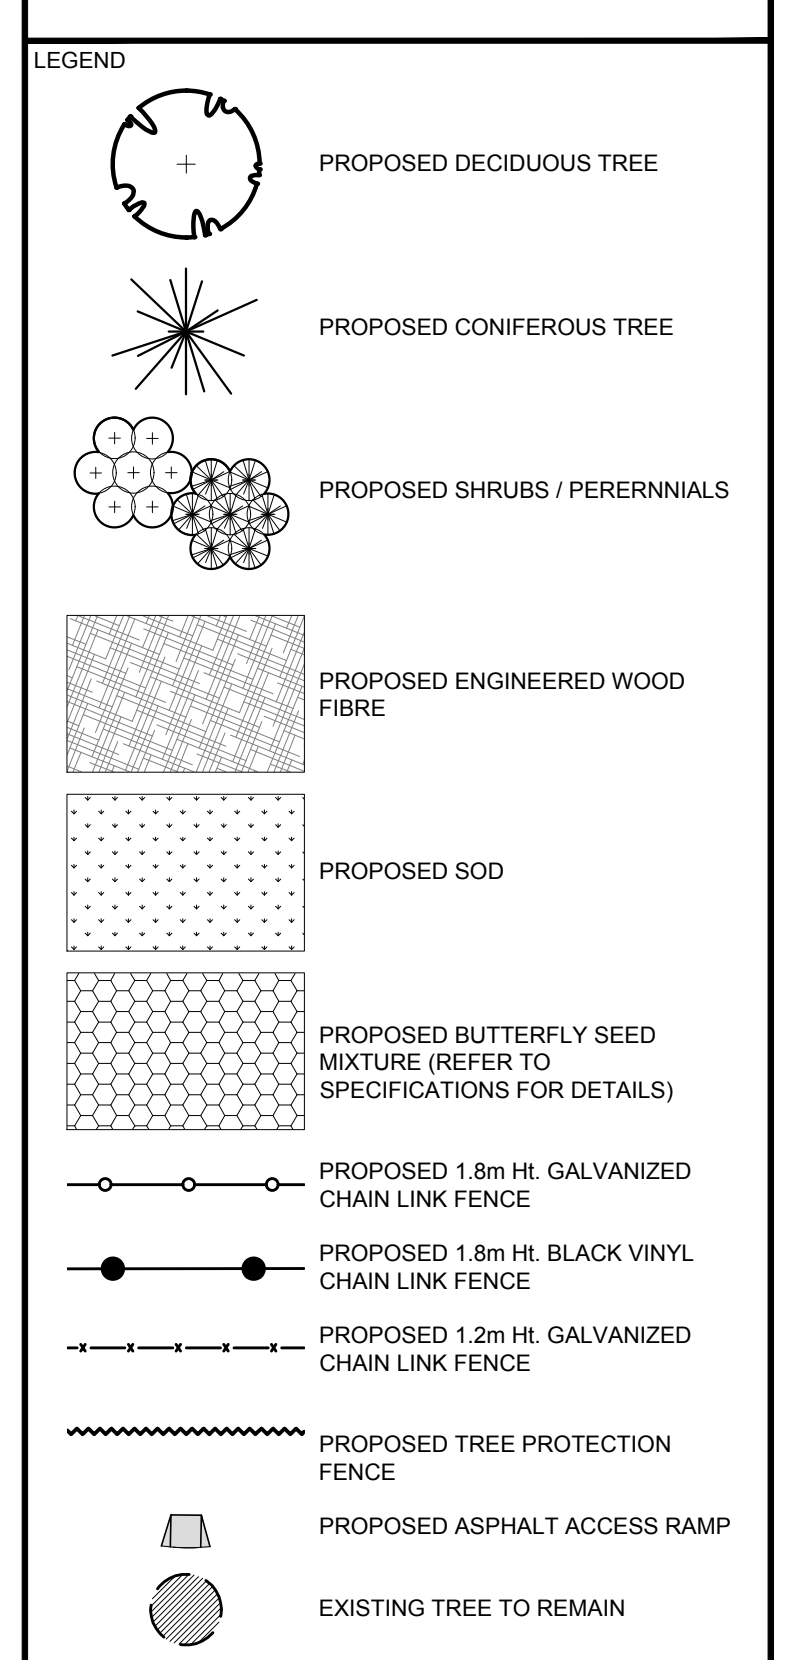 LEGEND
PROPOSED DECIDUOUS TREE
PROPOSED CONIFEROUS TREE
PROPOSED SHRUBS / PERERNNIALS
PROPOSED ENGINEERED WOOD
FIBRE
PROPOSED SOD
PROPOSED BUTTERFLY SEED
MIXTURE (REFER TO
SPECIFICATIONS FOR DETAILS)
PROPOSED 1.8m Ht. GALVANIZED
CHAIN LINK FENCE
PROPOSED 1.8m Ht. BLACK VINYL
CHAIN LINK FENCE
PROPOSED 1.2m Ht. GALVANIZED
CHAIN LINK FENCE
PROPOSED TREE PROTECTION
FENCE
PROPOSED ASPHALT ACCESS RAMP
EXISTING TREE TO REMAIN